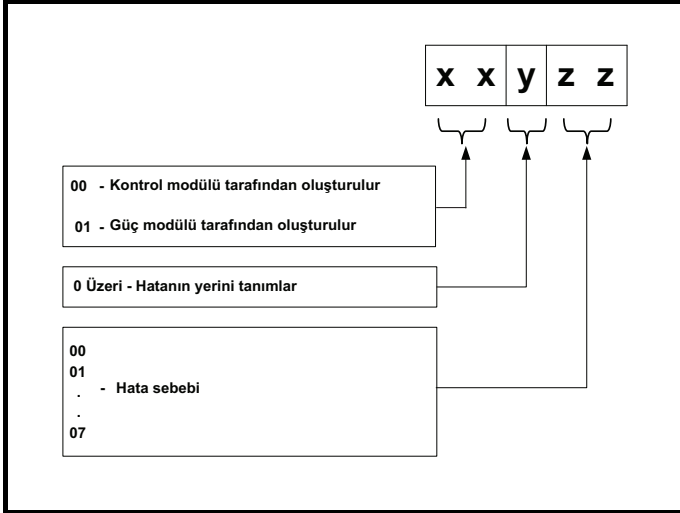 x x y z z
00 - Kontrol modülü tarafından oluşturulur
01 - Güç modülü tarafından oluşturulur
0 Üzeri - Hatanın yerini tanımlar
00
01
. - Hata sebebi
.
07